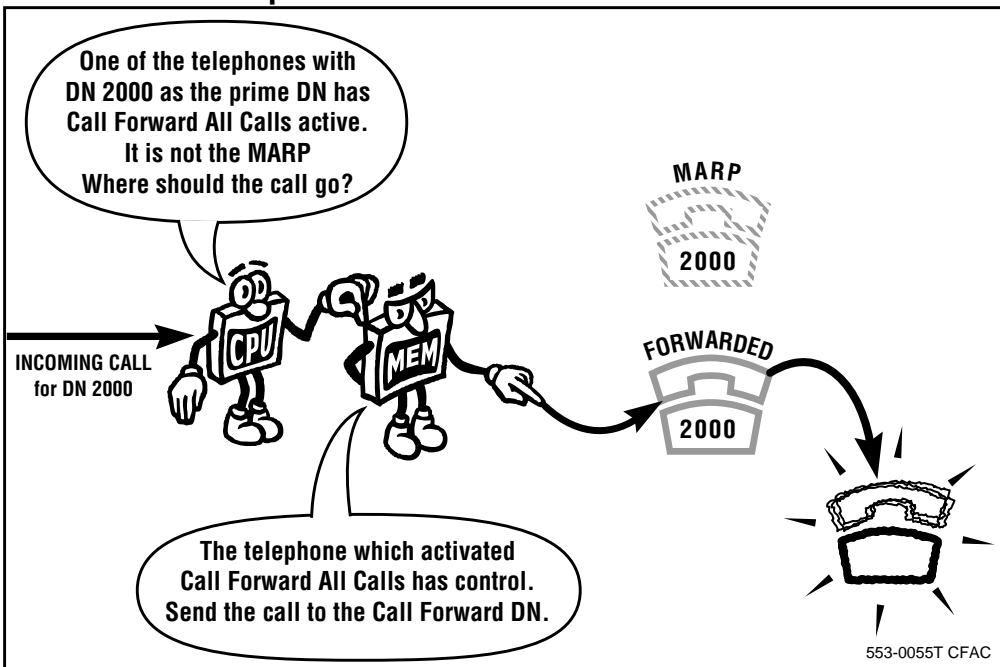 One of the telephones with
DN 2000 as the prime DN has
Call Forward All Calls active.
It is not the MARP
Where should the call go?
MARP
2000
INCOMING CALL
for DN 2000
CPU
MEM
FORWARDED
2000
The telephone which activated
Call Forward All Calls has control.
Send the call to the Call Forward DN.
553-0055T CFAC